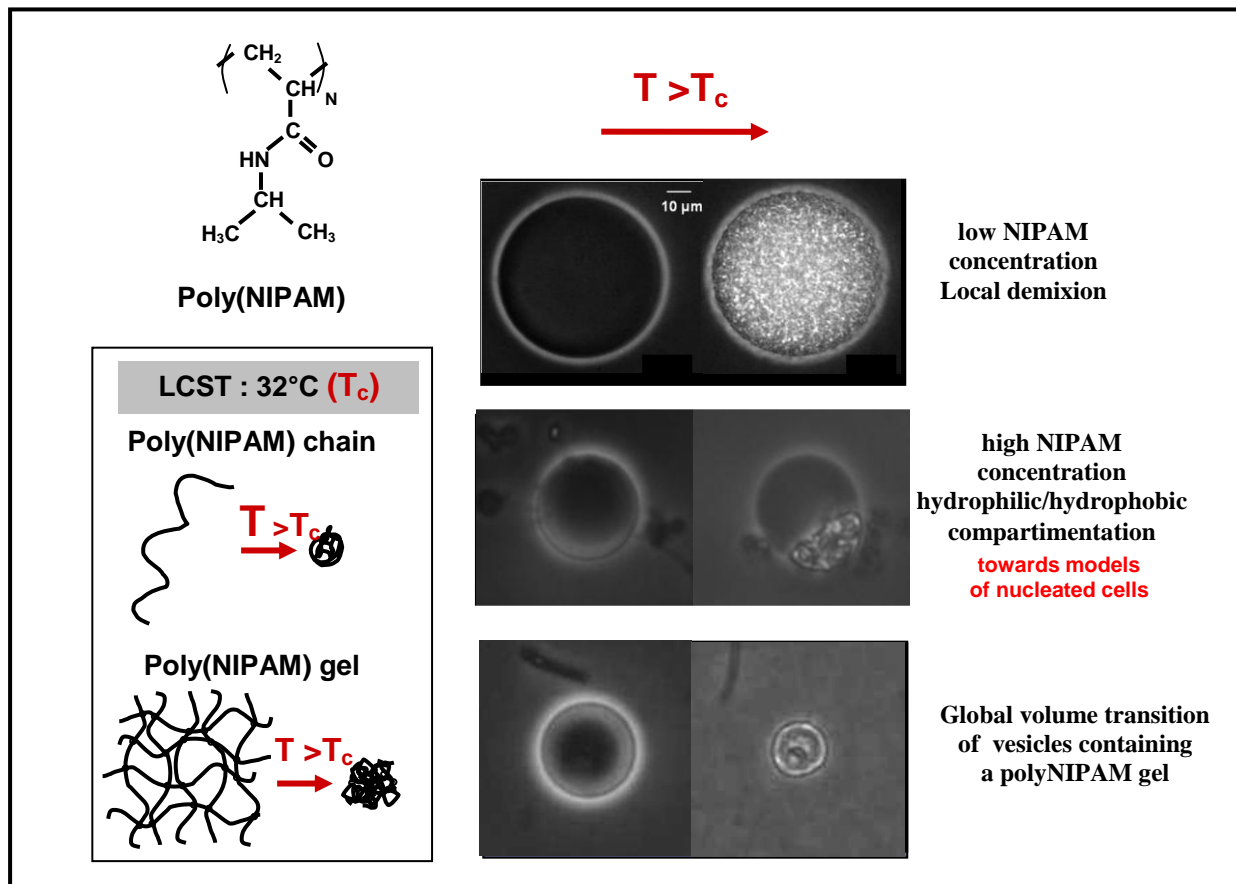 CH2
CH
N
C
HN
O
CH
H3C
CH3
Poly(NIPAM)
LCST : 32°C (Tc)
Poly(NIPAM) chain
T >Tc
Poly(NIPAM) gel
T >Tc
T >Tc
10 µm
low NIPAM
concentration
Local demixion
high NIPAM
concentration
hydrophilic/hydrophobic
compartimentation
towards models
of nucleated cells
Global volume transition
of vesicles containing
a polyNIPAM gel